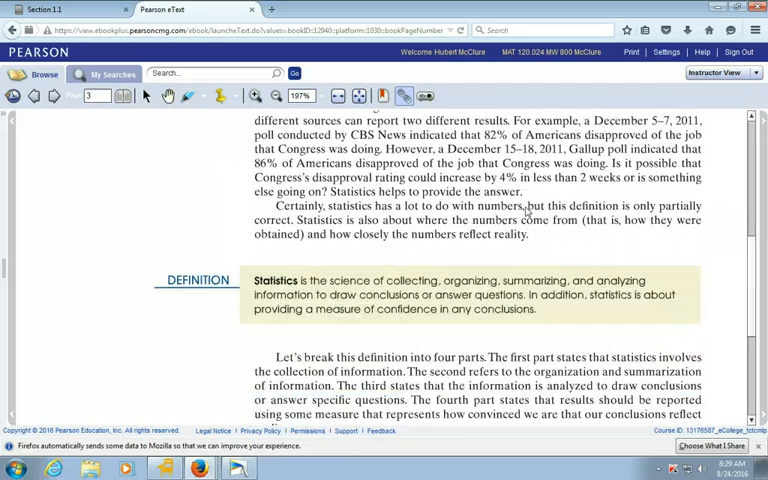 Section 1.1
Pearson eText
https://view.ebookplus.pearsoncmg.com/ebook/launcheText.do?values=bookID::12940::platform::1030::bookPageNumber
Search
PEARSON
Welcome Hubert McClure
MAT 120.024 MW 800 McClure
Print
Settings
Help
Sign Out
Browse
My Searches
Search...
Go
Instructor View
Page
3
197%
different sources can report two different results. For example, a December 5–7, 2011,
poll conducted by CBS News indicated that 82% of Americans disapproved of the job
that Congress was doing. However, a December 15–18, 2011, Gallup poll indicated that
86% of Americans disapproved of the job that Congress was doing. Is it possible that
Congress's disapproval rating could increase by 4% in less than 2 weeks or is something
else going on? Statistics helps to provide the answer.
Certainly, statistics has a lot to do with numbers, but this definition is only partially
correct. Statistics is also about where the numbers come from (that is, how they were
obtained) and how closely the numbers reflect reality.
DEFINITION
Statistics is the science of collecting, organizing, summarizing, and analyzing
information to draw conclusions or answer questions. In addition, statistics is about
providing a measure of confidence in any conclusions.
Let's break this definition into four parts. The first part states that statistics involves
the collection of information. The second refers to the organization and summarization
of information. The third states that the information is analyzed to draw conclusions
or answer specific questions. The fourth part states that results should be reported
using some measure that represents how convinced we are that our conclusions reflect
Copyright © 2016 Pearson Education, Inc. All rights reserved.
Legal Notice
Privacy Policy
Permissions
Support
Feedback
Firefox automatically sends some data to Mozilla so that we can improve your experience.
Choose What I Share
8:29 AM
8/24/2016